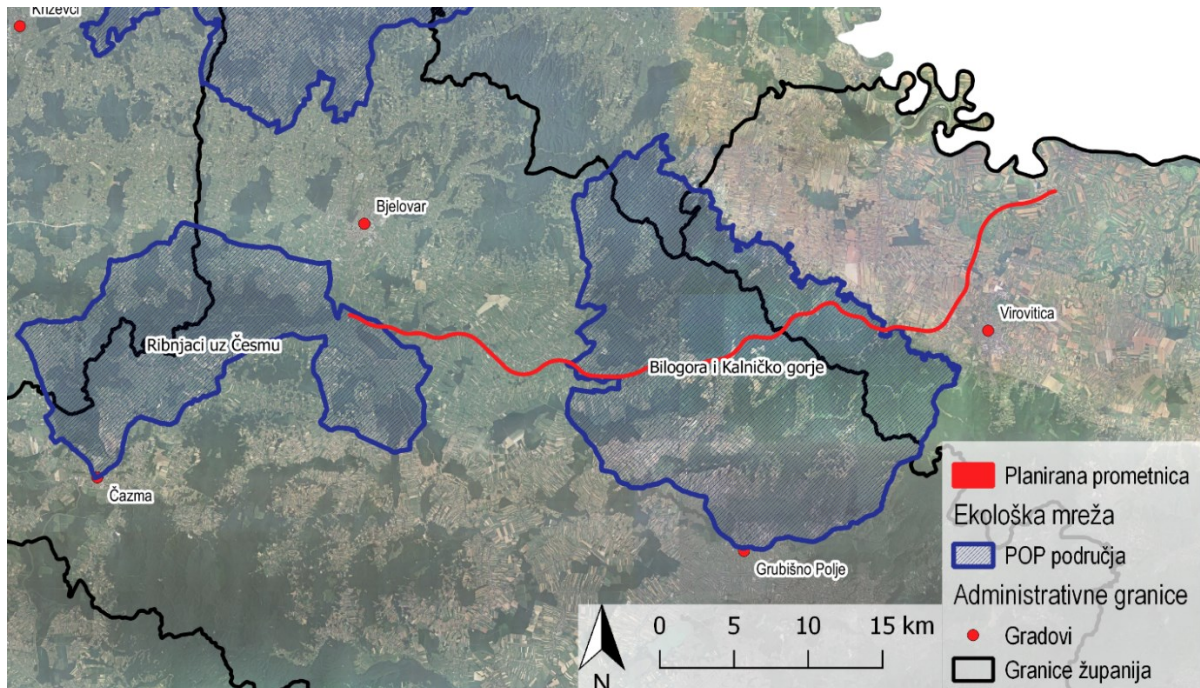 Križevci
Bjelovar
Virovitica
Ribnjaci uz Česmu
Bilogora i Kalničko gorje
Čazma
Grubišno Polje
Planirana prometnica
Ekološka mreža
POP područja
Administrativne granice
Gradovi
Granice županija
0 5 10 15 km
N